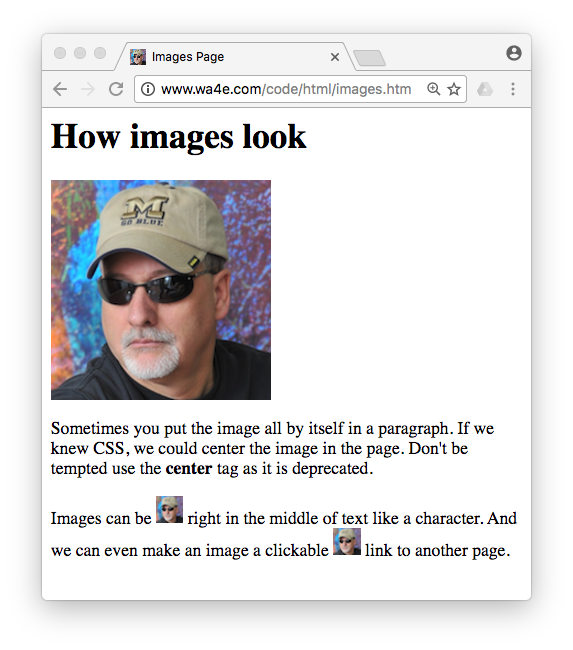 Images Page
www.wa4e.com/code/html/images.htm
How images look
M
GO BLUE
Sometimes you put the image all by itself in a paragraph. If we
knew CSS, we could center the image in the page. Don't be
tempted use the center tag as it is deprecated.
Images can be right in the middle of text like a character. And
we can even make an image a clickable link to another page.